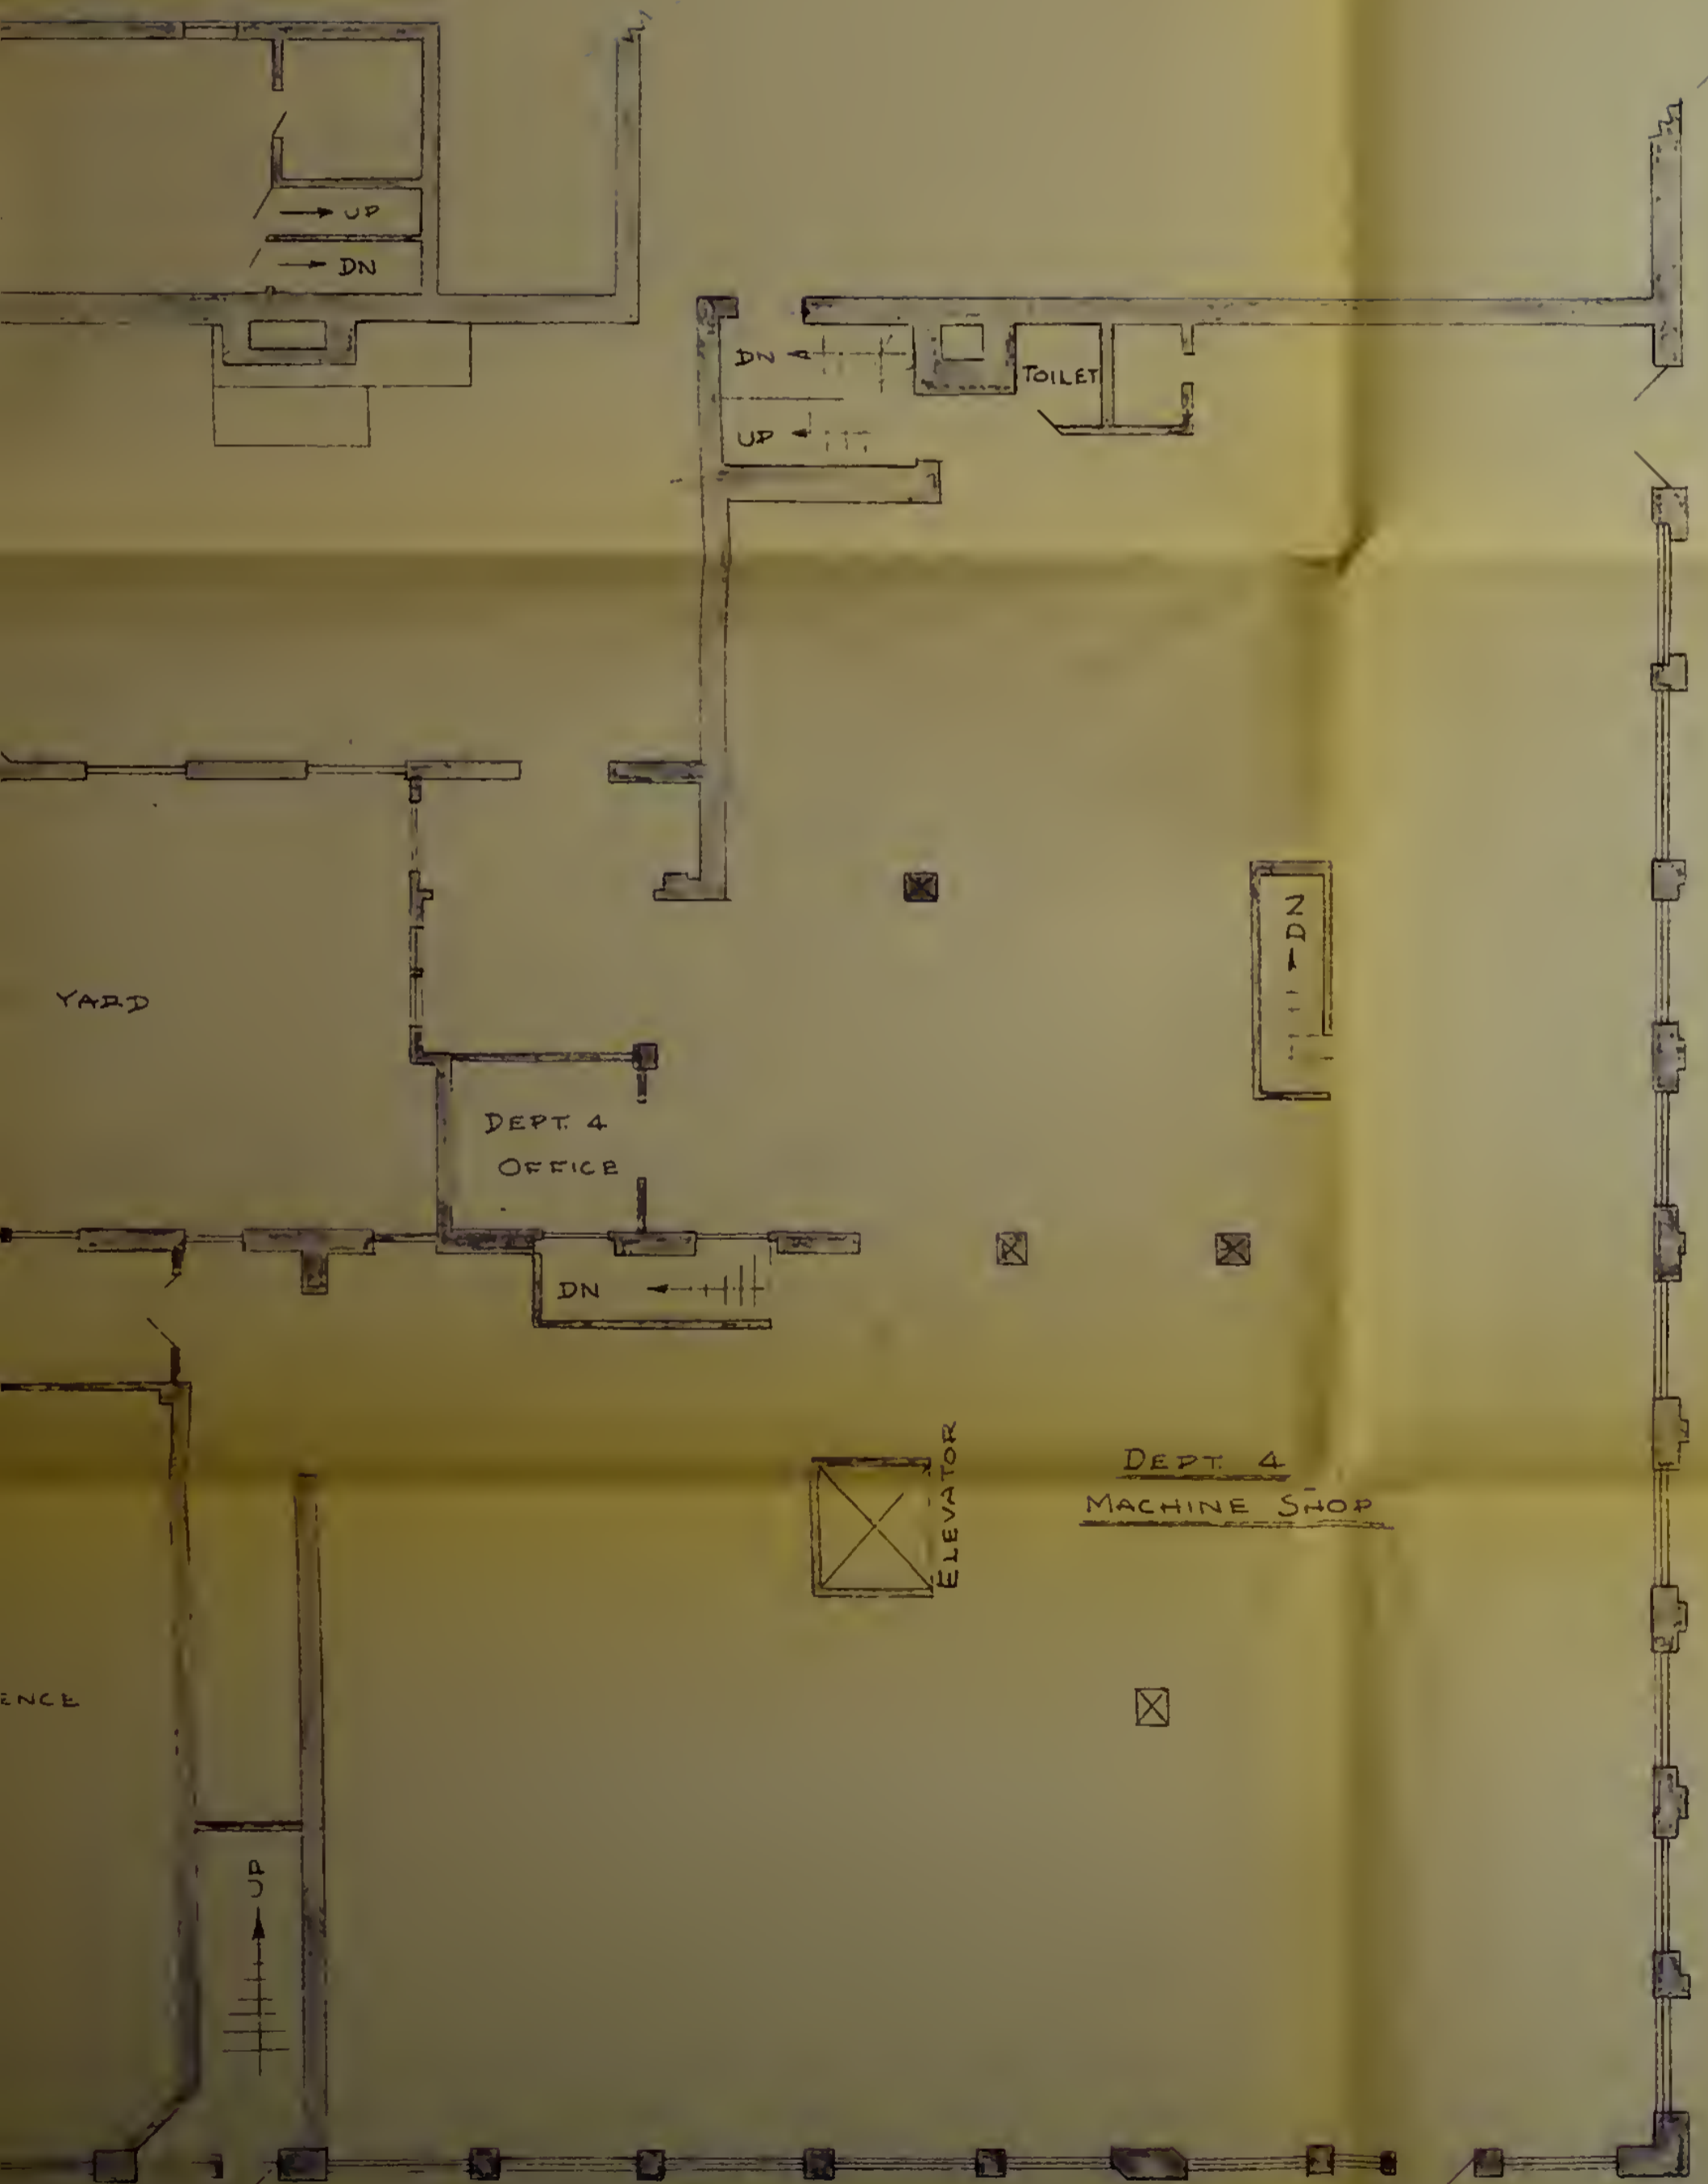 UP
DN
DN
UP
TOILET
DN
YARD
DEPT. 4
OFFICE
DN
ELEVATOR
DEPT. 4
MACHINE SHOP
ENCE
UP